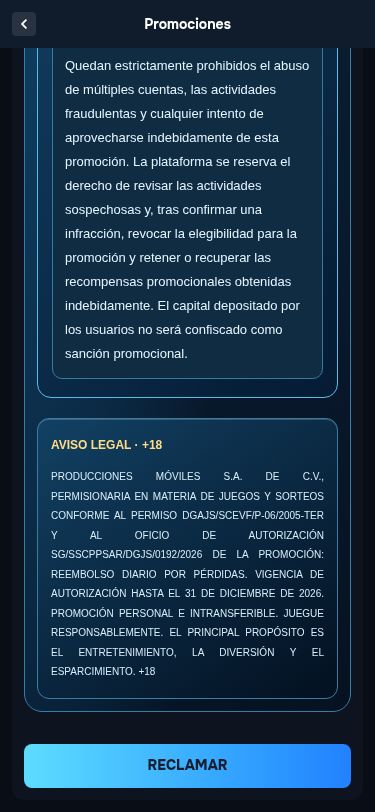 Promociones
Quedan estrictamente prohibidos el abuso
de múltiples cuentas, las actividades
fraudulentas y cualquier intento de
aprovecharse indebidamente de esta
promoción. La plataforma se reserva el
derecho de revisar las actividades
sospechosas y, tras confirmar una
infracción, revocar la elegibilidad para la
promoción y retener o recuperar las
recompensas promocionales obtenidas
indebidamente. El capital depositado por
los usuarios no será confiscado como
sanción promocional.
AVISO LEGAL · +18
PRODUCCIONES MÓVILES S.A. DE C.V.,
PERMISIONARIA EN MATERIA DE JUEGOS Y SORTEOS
CONFORME AL PERMISO DGAJS/SCEVF/P-06/2005-TER
Y AL OFICIO DE AUTORIZACIÓN
SG/SSCPPSAR/DGJS/0192/2026 DE LA PROMOCIÓN:
REEMBOLSO DIARIO POR PÉRDIDAS. VIGENCIA DE
AUTORIZACIÓN HASTA EL 31 DE DICIEMBRE DE 2026.
PROMOCIÓN PERSONAL E INTRANSFERIBLE. JUEGUE
RESPONSABLEMENTE. EL PRINCIPAL PROPÓSITO ES
EL ENTRETENIMIENTO, LA DIVERSIÓN Y EL
ESPARCIMIENTO. +18
RECLAMAR